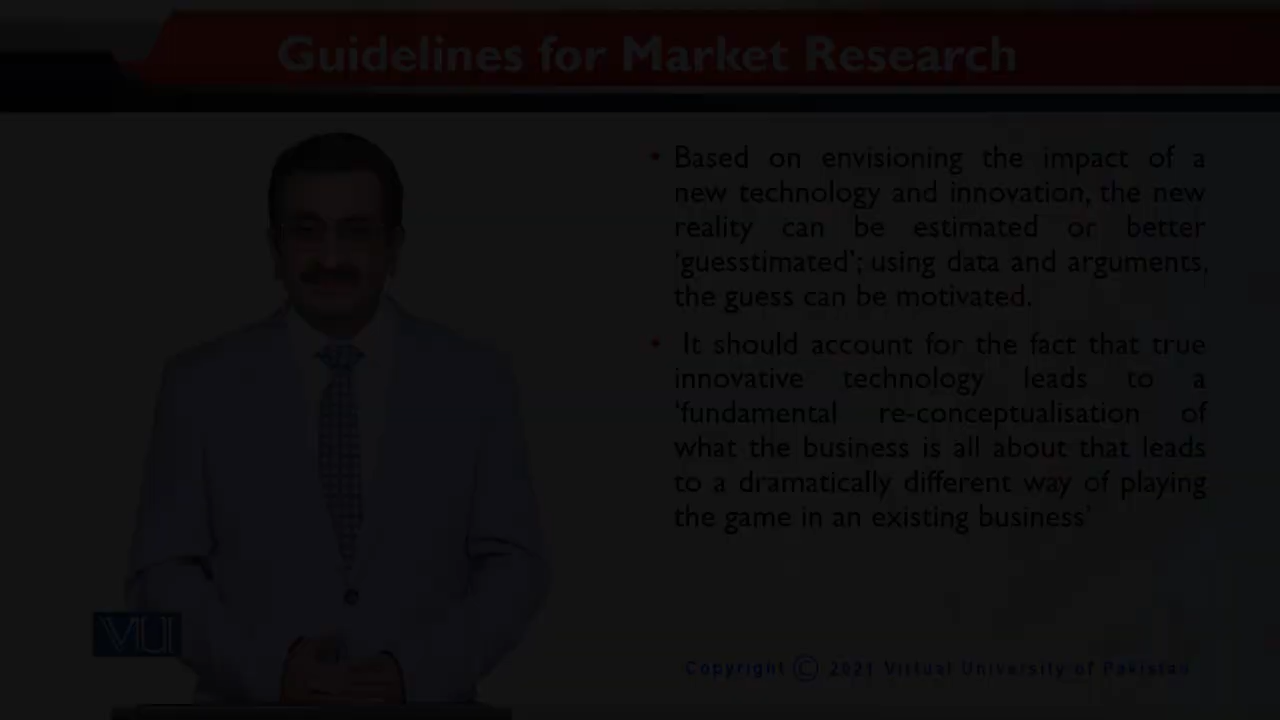 Guidelines for Market Research
• Based on envisioning the impact of a
new technology and innovation, the new
reality can be estimated or better
‘guesstimated’; using data and arguments,
the guess can be motivated.
• It should account for the fact that true
innovative technology leads to a
‘fundamental re-conceptualisation of
what the business is all about that leads
to a dramatically different way of playing
the game in an existing business’
VU
Copyright © 2021 Virtual University of Pakistan